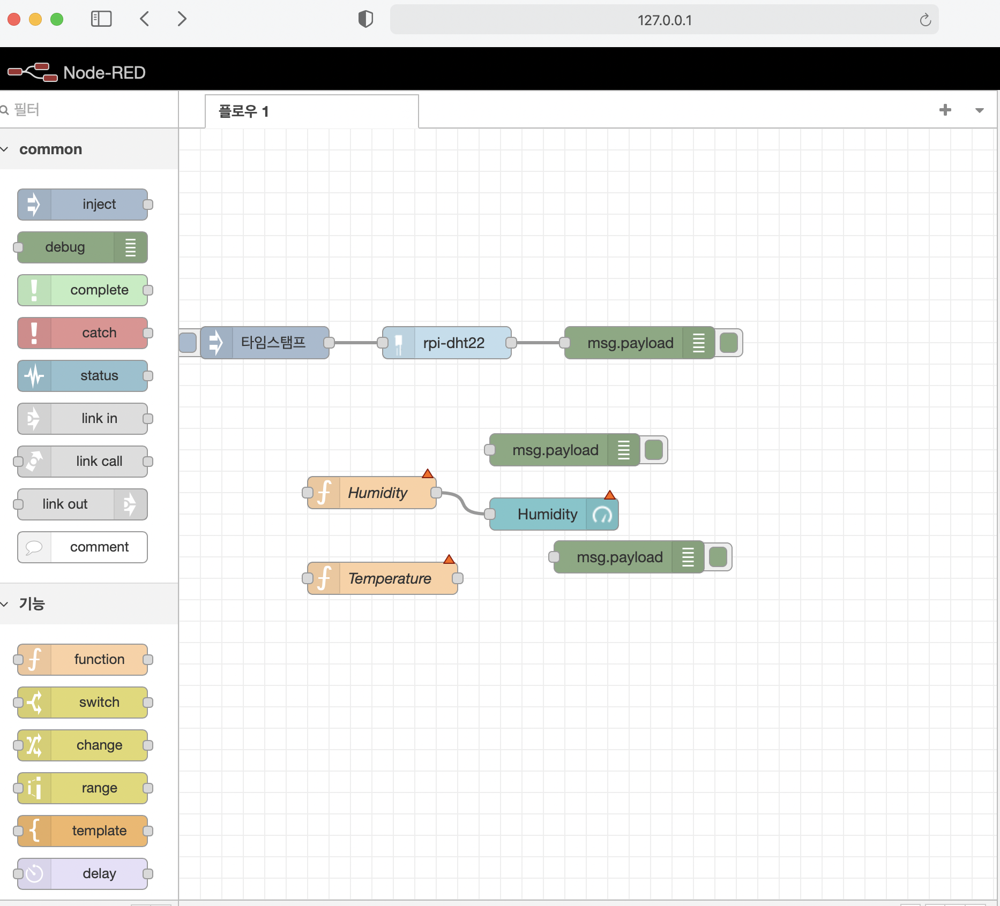 127.0.0.1
Node-RED
필터
플로우 1
common
inject
debug
complete
catch
status
link in
link call
link out
comment
기능
function
switch
change
range
template
delay
타임스탬프
rpi-dht22
msg.payload
msg.payload
Humidity
Humidity
msg.payload
Temperature